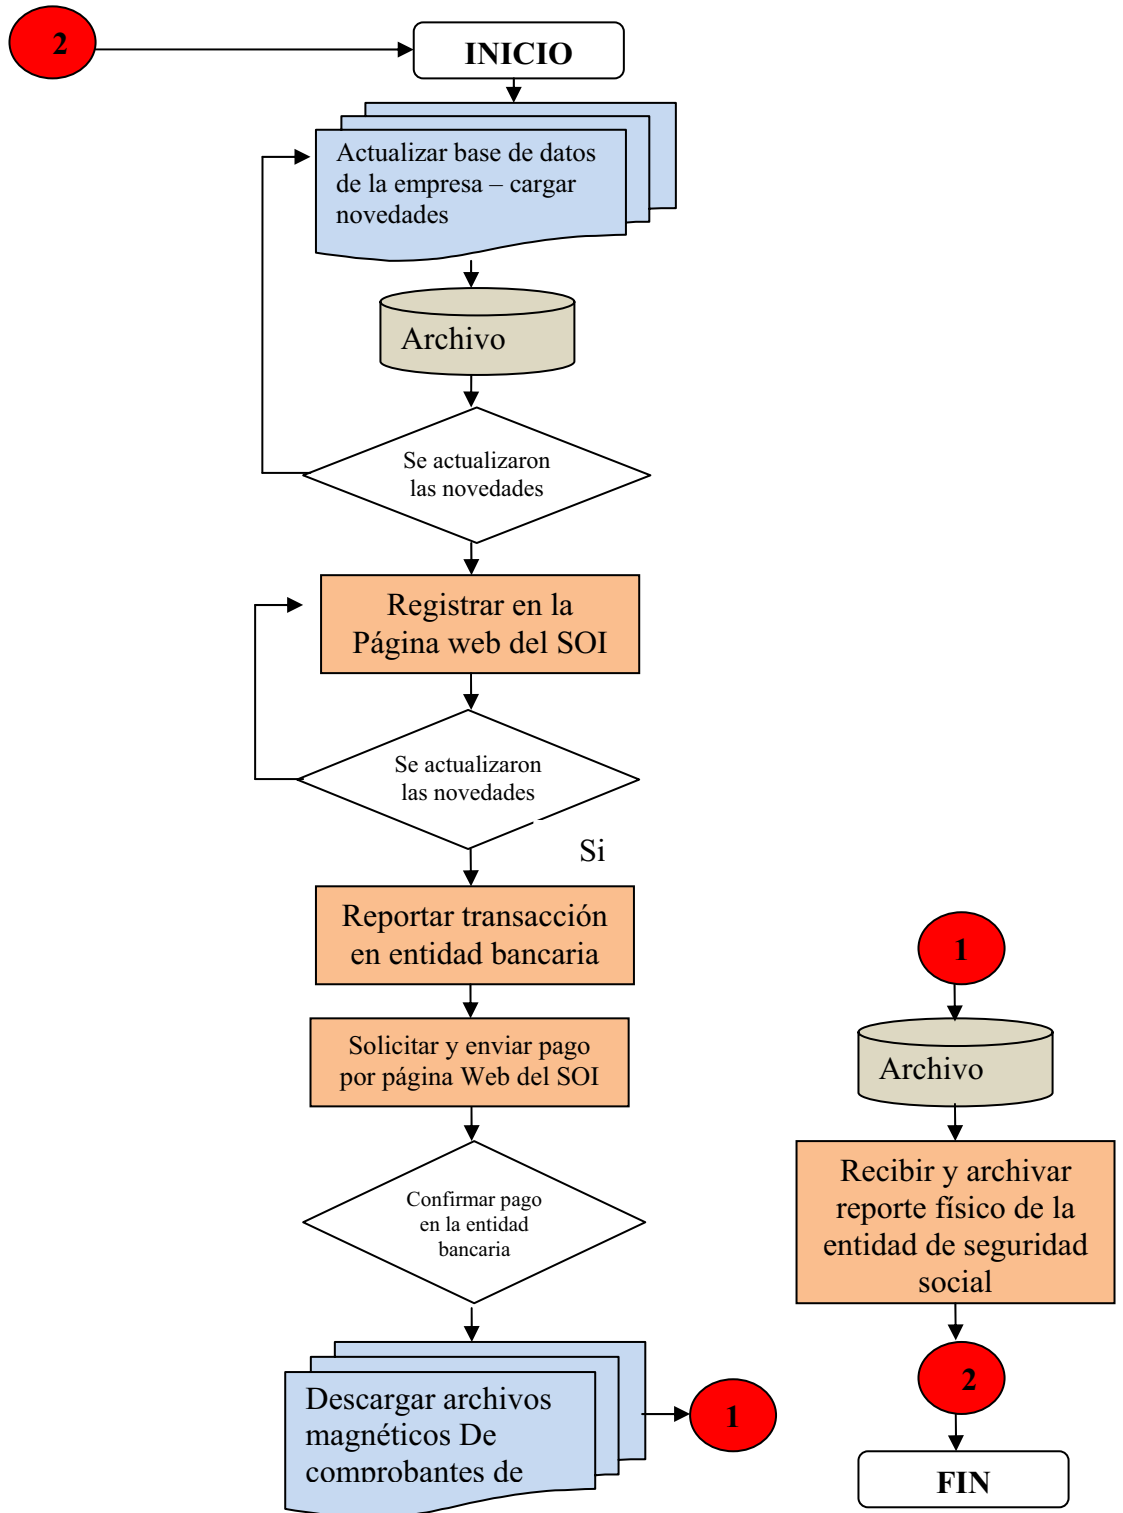 2
INICIO
Actualizar base de datos
de la empresa – cargar
novedades
Archivo
Se actualizaron
las novedades
Registrar en la
Página web del SOI
Se actualizaron
las novedades
Si
Reportar transacción
en entidad bancaria
Solicitar y enviar pago
por página Web del SOI
Confirmar pago
en la entidad
bancaria
Descargar archivos
magnéticos De
comprobantes de
1
1
Archivo
Recibir y archivar
reporte físico de la
entidad de seguridad
social
2
FIN